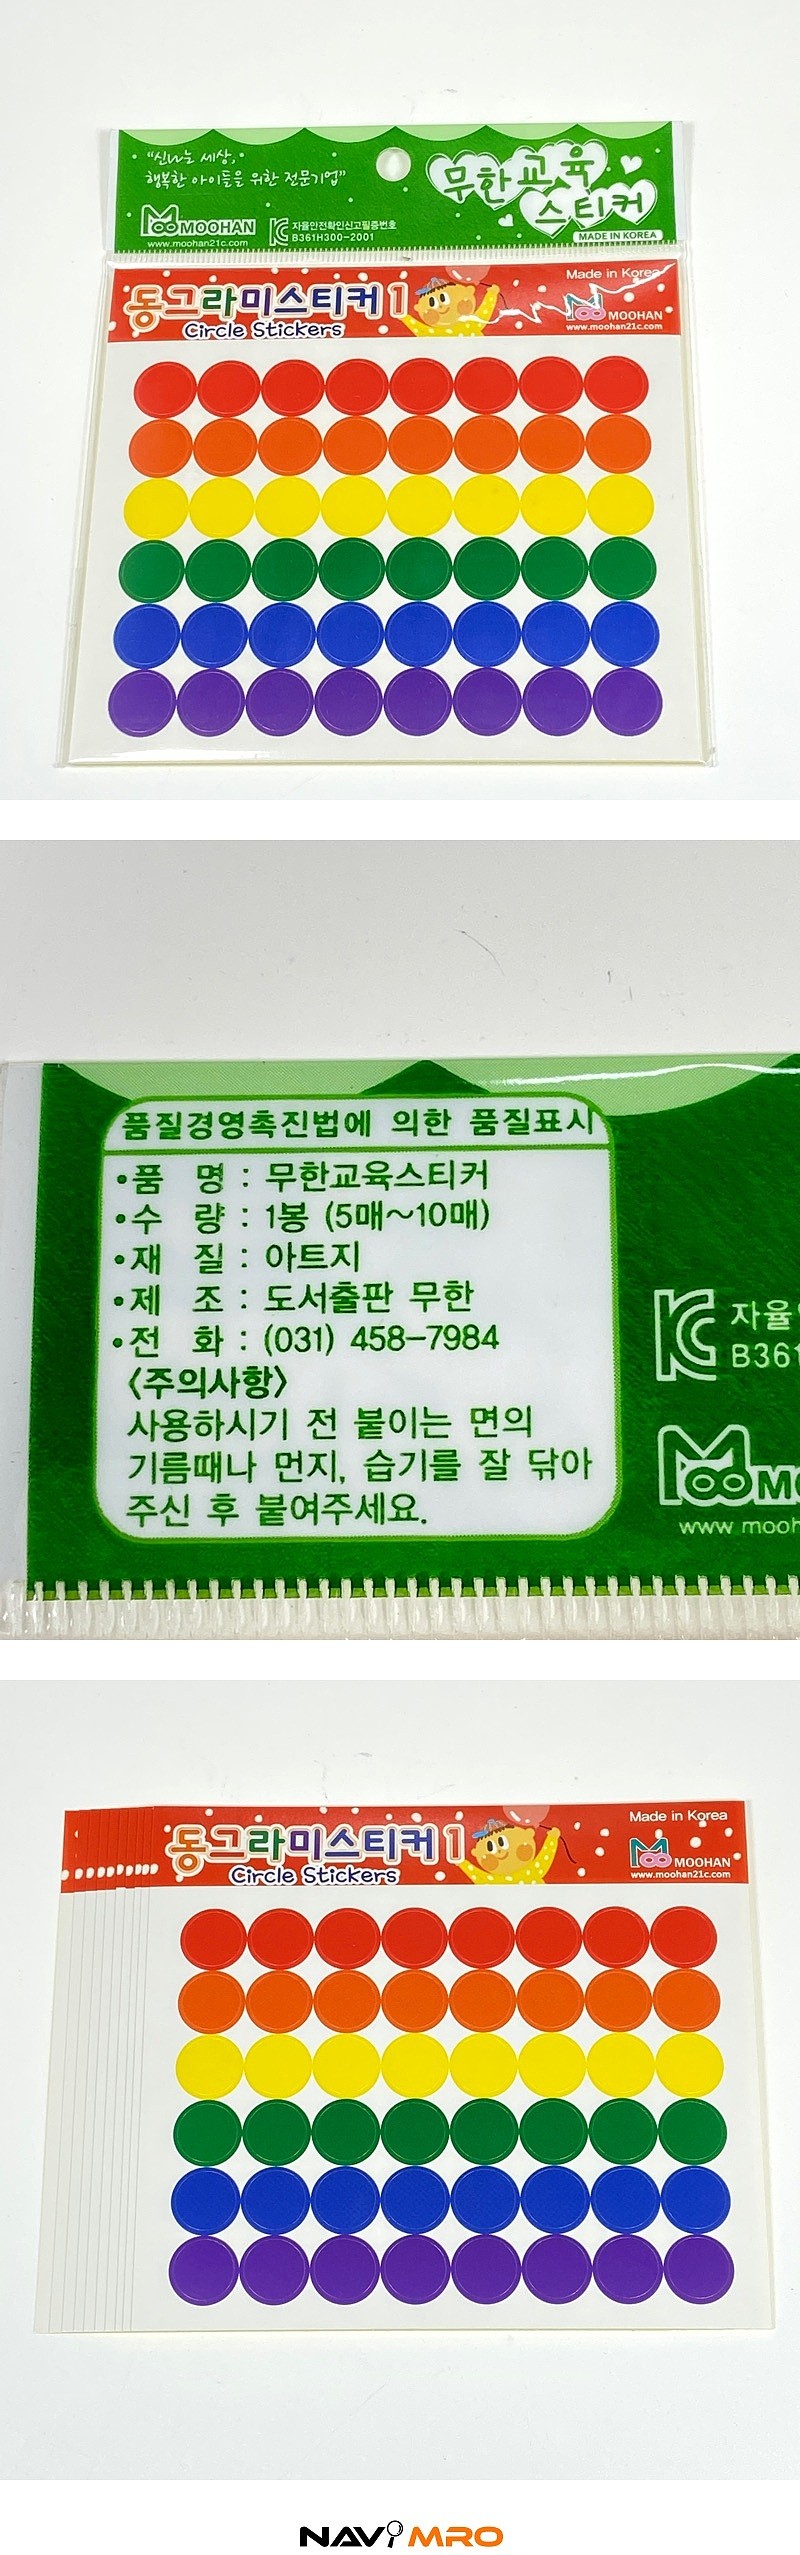 “신나는 세상,
행복한 아이들을 위한 전문기업”
무한교육
스티커
MOOHAN
www.moohan21c.com
자율안전확인신고필증번호
B361H300-2001
MADE IN KOREA
동그라미스티커1
Circle Stickers
Made in Korea
MOOHAN
www.moohan21c.com
품질경영촉진법에 의한 품질표시
•품 명 : 무한교육스티커
•수 량 : 1봉 (5매~10매)
•재 질 : 아트지
•제 조 : 도서출판 무한
•전 화 : (031) 458-7984
<주의사항>
사용하시기 전 붙이는 면의
기름때나 먼지, 습기를 잘 닦아
주신 후 붙여주세요.
자율
B361
MO
www mooh
동그라미스티커1
Circle Stickers
Made in Korea
MOOHAN
www.moohan21c.com
NAVi MRO